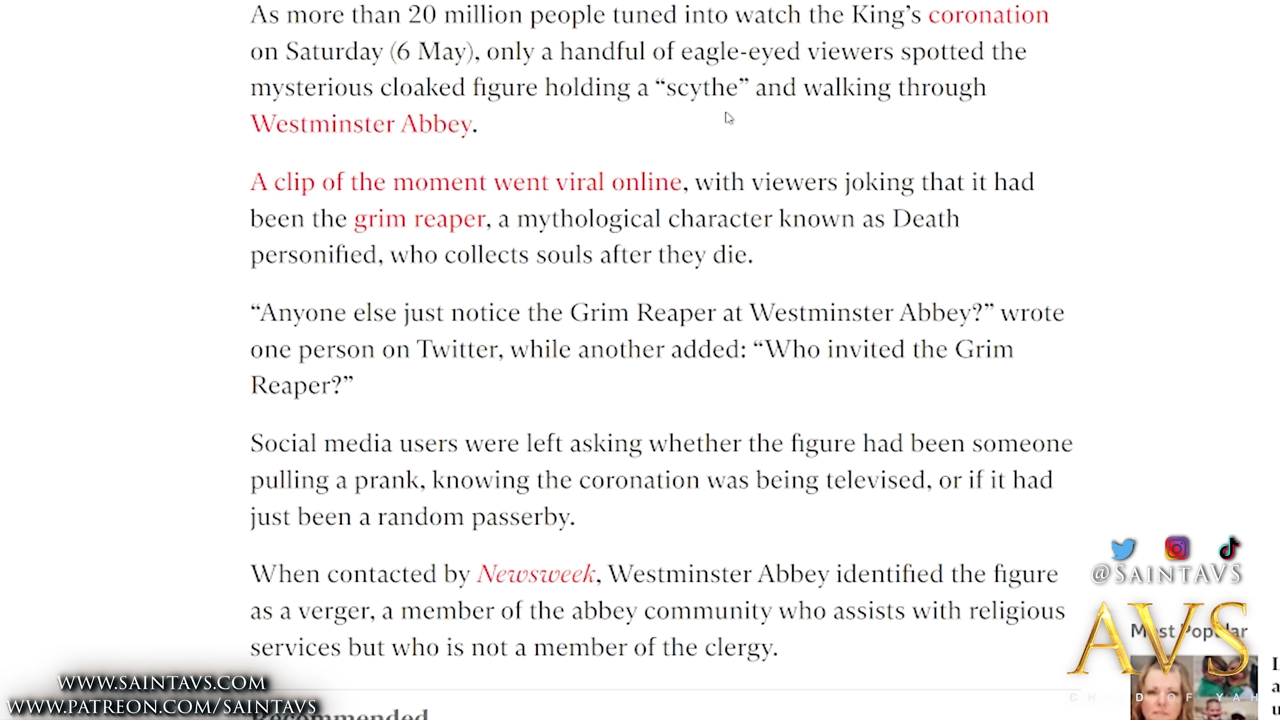 As more than 20 million people tuned into watch the King's coronation
on Saturday (6 May), only a handful of eagle-eyed viewers spotted the
mysterious cloaked figure holding a “scythe” and walking through
Westminster Abbey.
A clip of the moment went viral online, with viewers joking that it had
been the grim reaper, a mythological character known as Death
personified, who collects souls after they die.
“Anyone else just notice the Grim Reaper at Westminster Abbey?” wrote
one person on Twitter, while another added: “Who invited the Grim
Reaper?”
Social media users were left asking whether the figure had been someone
pulling a prank, knowing the coronation was being televised, or if it had
just been a random passerby.
When contacted by Newsweek, Westminster Abbey identified the figure
as a verger, a member of the abbey community who assists with religious
services but who is not a member of the clergy.
@SAINTAVS
Most Popular
AVS
CHILD OF YAH
WWW.SAINTAVS.COM
WWW.PATREON.COM/SAINTAVS
Recommended